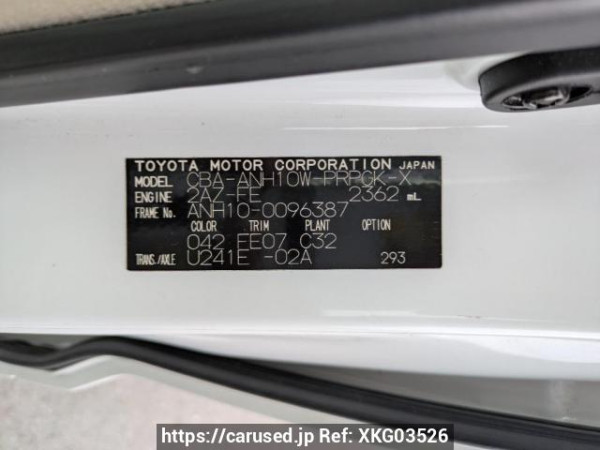 TOYOTA MOTOR CORPORATION JAPAN
MODEL CBA-ANH10W-PRPGK-X
ENGINE 2AZ-FE 2362 mL
FRAME No. ANH10-0096387
COLOR TRIM PLANT OPTION
042 FE07 C32
TRANS./AXLE U241E -02A 293
https://carused.jp Ref: XKG03526